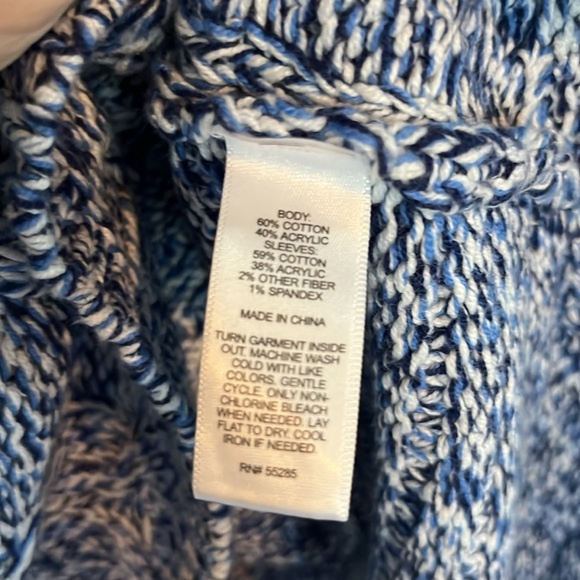 BODY:
60% COTTON
40% ACRYLIC
SLEEVES:
59% COTTON
38% ACRYLIC
2% OTHER FIBER
1% SPANDEX
MADE IN CHINA
TURN GARMENT INSIDE
OUT. MACHINE WASH
COLD WITH LIKE
COLORS. GENTLE
CYCLE. ONLY NON-
CHLORINE BLEACH
WHEN NEEDED. LAY
FLAT TO DRY. COOL
IRON IF NEEDED.
RN# 55285